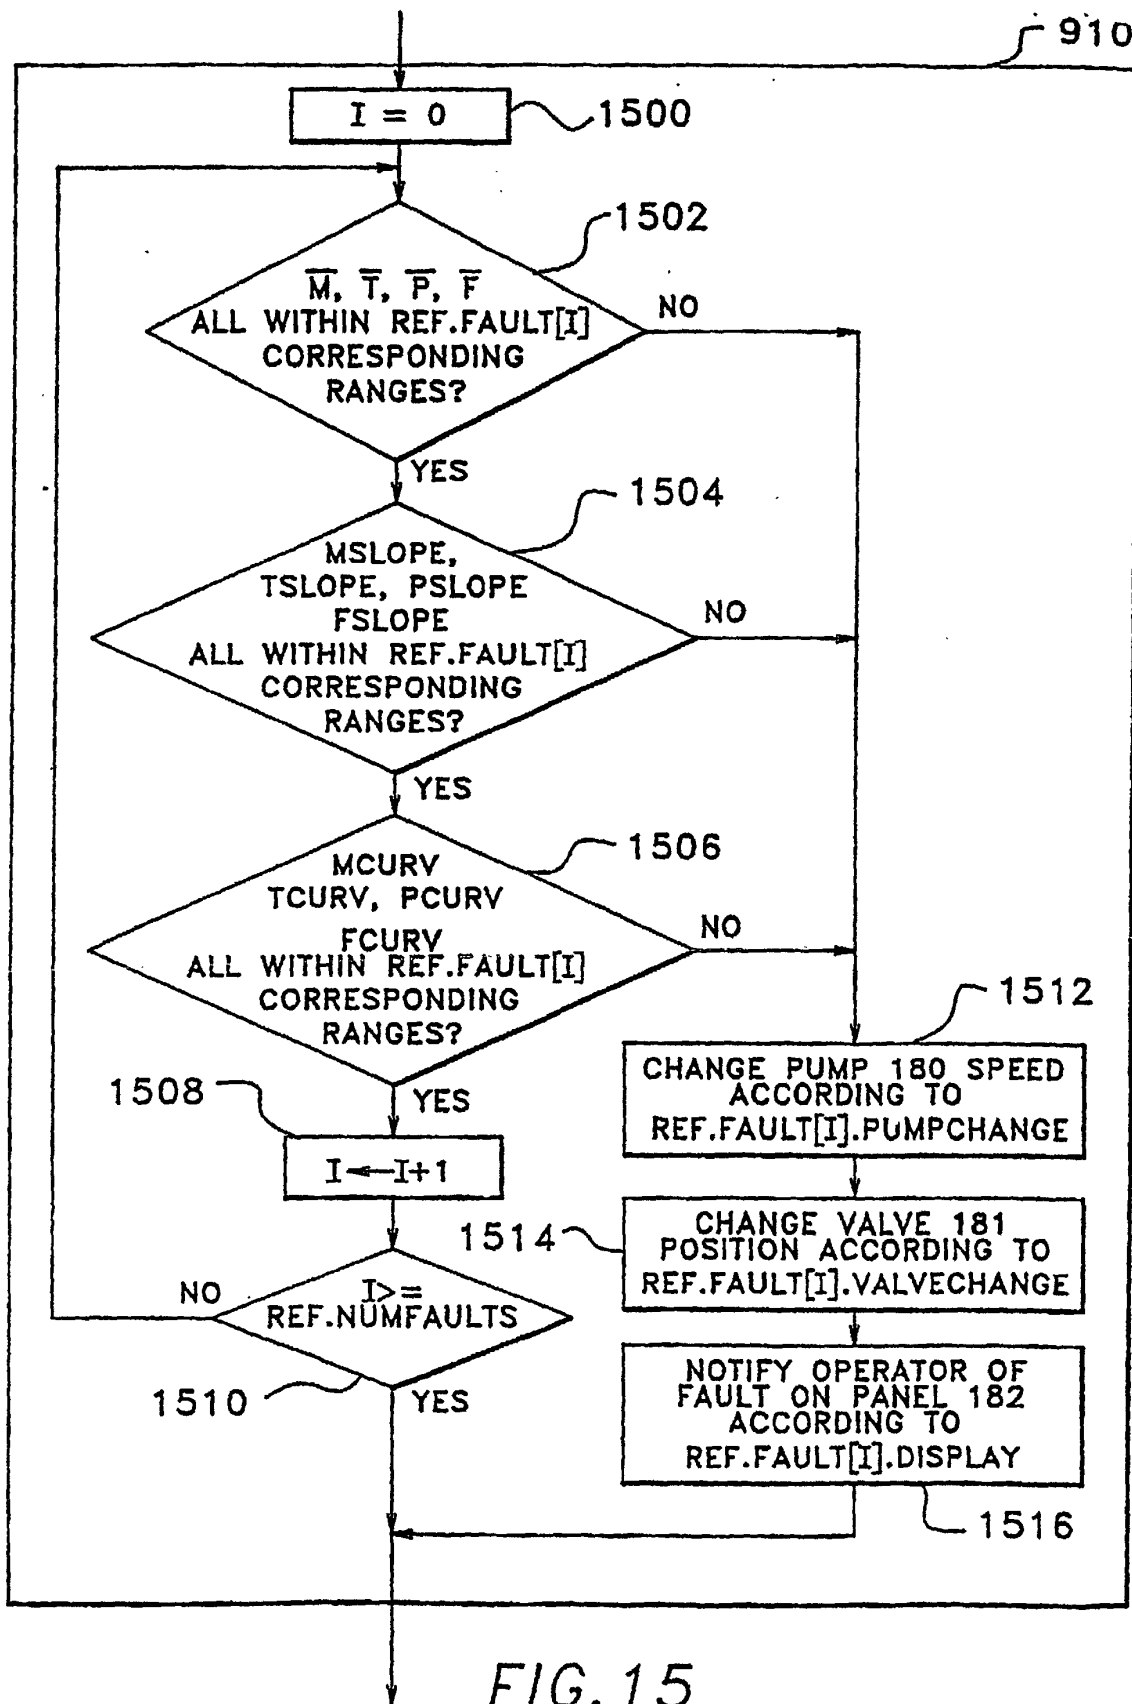 910
I = 0
1500
1502
M̅, T̅, P̅, F̅
ALL WITHIN REF.FAULT[I]
CORRESPONDING
RANGES?
NO
YES
1504
MSLOPE,
TSLOPE, PSLOPE
FSLOPE
ALL WITHIN REF.FAULT[I]
CORRESPONDING
RANGES?
NO
YES
1506
MCURV
TCURV, PCURV
FCURV
ALL WITHIN REF.FAULT[I]
CORRESPONDING
RANGES?
NO
YES
1508
I←I+1
1510
I>=
REF.NUMFAULTS
NO
YES
1512
CHANGE PUMP 180 SPEED
ACCORDING TO
REF.FAULT[I].PUMPCHANGE
1514
CHANGE VALVE 181
POSITION ACCORDING TO
REF.FAULT[I].VALVECHANGE
NOTIFY OPERATOR OF
FAULT ON PANEL 182
ACCORDING TO
REF.FAULT[I].DISPLAY
1516
FIG.15